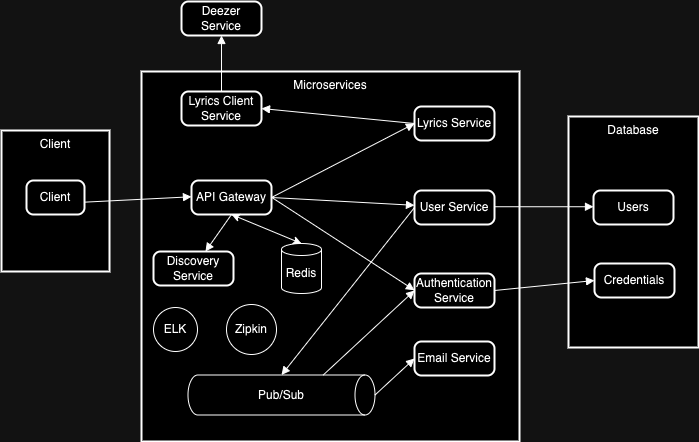 Deezer
Service
Microservices
Lyrics Client
Service
Lyrics Service
Client
Client
API Gateway
User Service
Database
Users
Discovery
Service
Redis
Authentication
Service
Credentials
ELK
Zipkin
Email Service
Pub/Sub